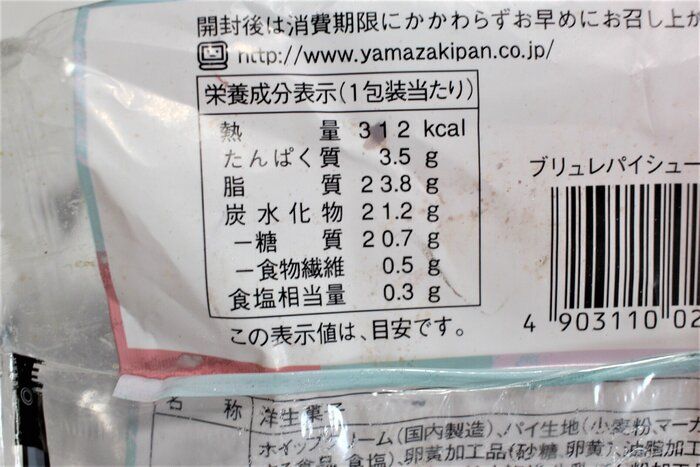 開封後は消費期限にかかわらずお早めにお召し上が
http://www.yamazakipan.co.jp/
栄養成分表示(1包装当たり)
熱量 312 kcal
たんぱく質 3.5 g
脂質 23.8 g
炭水化物 21.2 g
−糖質 20.7 g
−食物繊維 0.5 g
食塩相当量 0.3 g
この表示値は、目安です。
ブリュレパイシュー
4 903110 02
名称 洋生菓子
ホイップクリーム(国内製造)、パイ生地(小麦粉、マーガ
食品、食塩)、卵黄加工品(砂糖、卵黄)、油脂加工